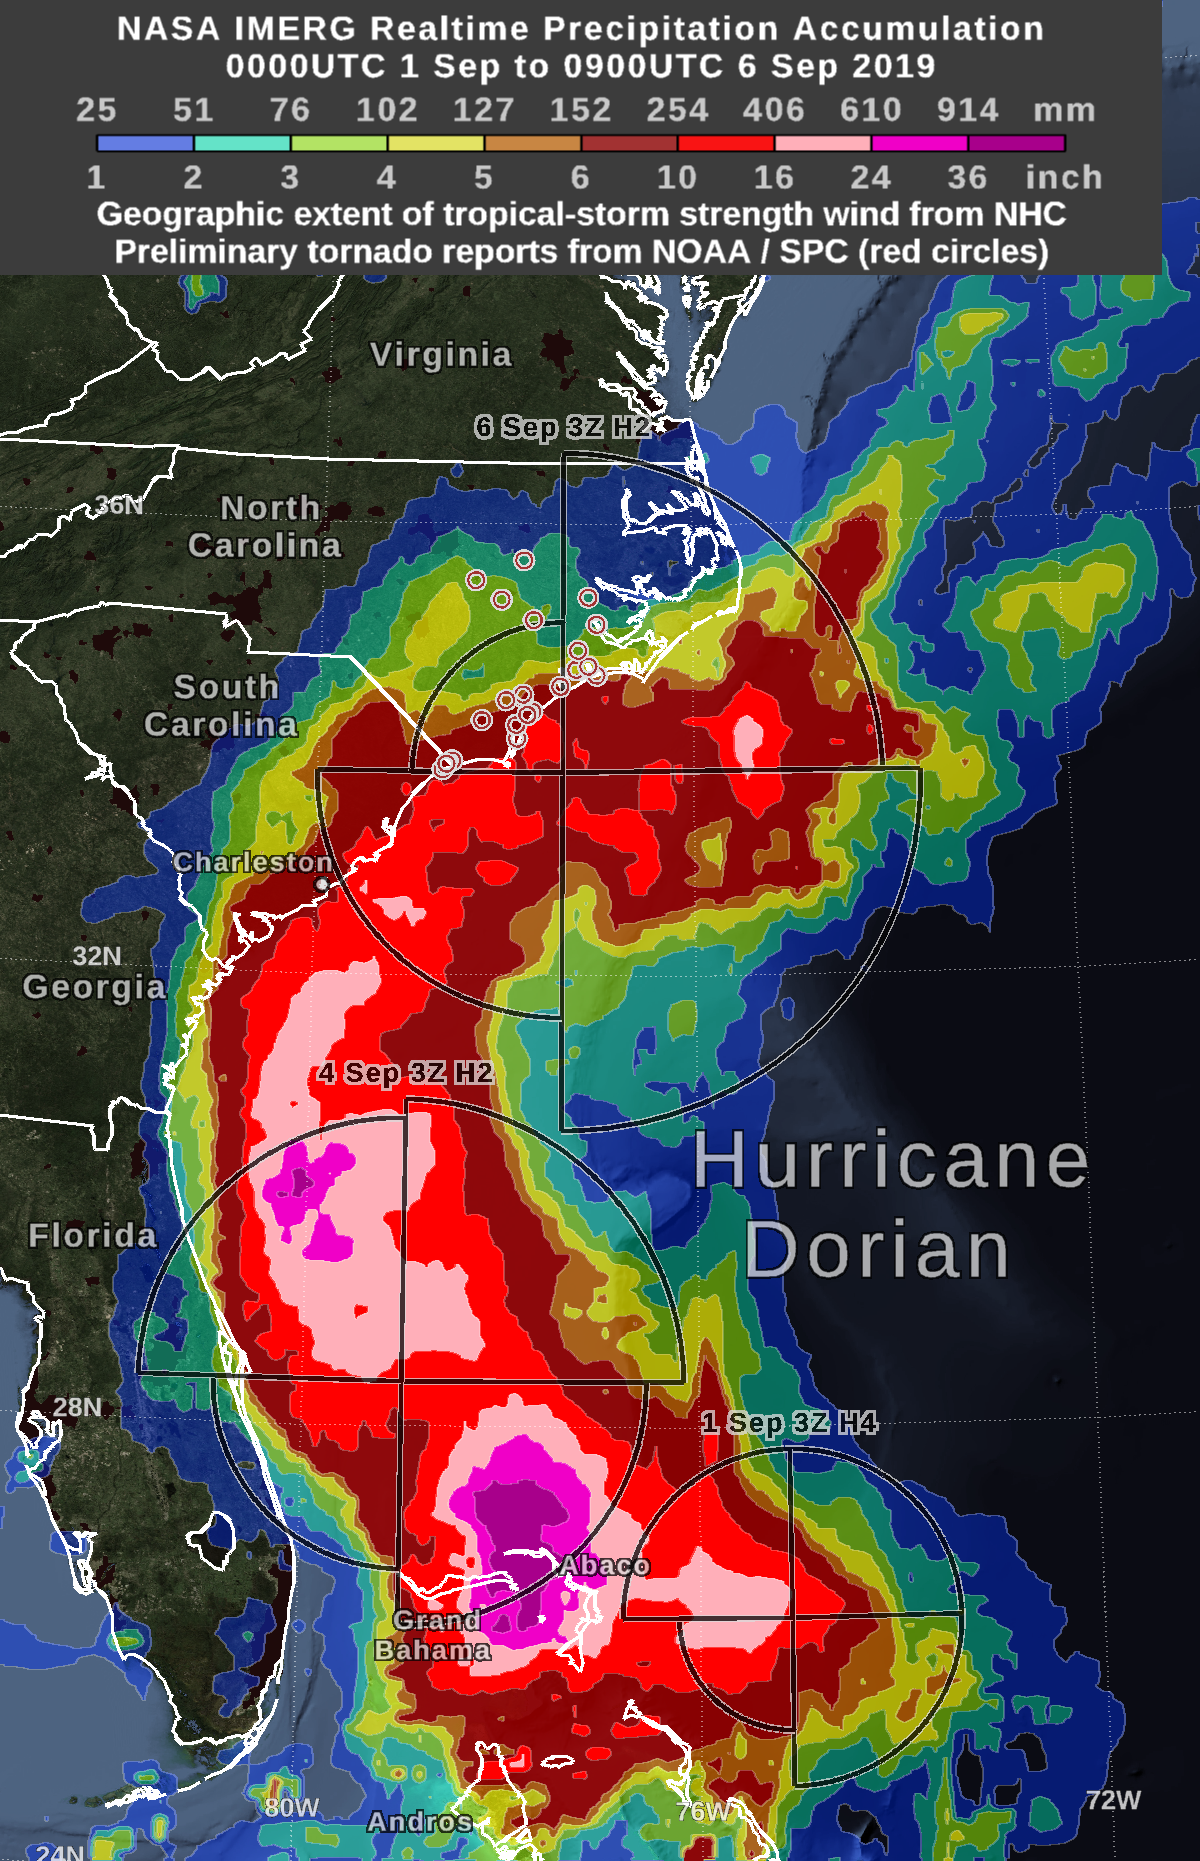 NASA IMERG Realtime Precipitation Accumulation
0000UTC 1 Sep to 0900UTC 6 Sep 2019
25 51 76 102 127 152 254 406 610 914 mm
1 2 3 4 5 6 10 16 24 36 inch
Geographic extent of tropical-storm strength wind from NHC
Preliminary tornado reports from NOAA / SPC (red circles)
Virginia
6 Sep 3Z H2
36N
North
Carolina
South
Carolina
Charleston
32N
Georgia
4 Sep 3Z H2
Hurricane
Dorian
Florida
28N
1 Sep 3Z H4
Abaco
Grand
Bahama
80W
76W
72W
Andros
24N